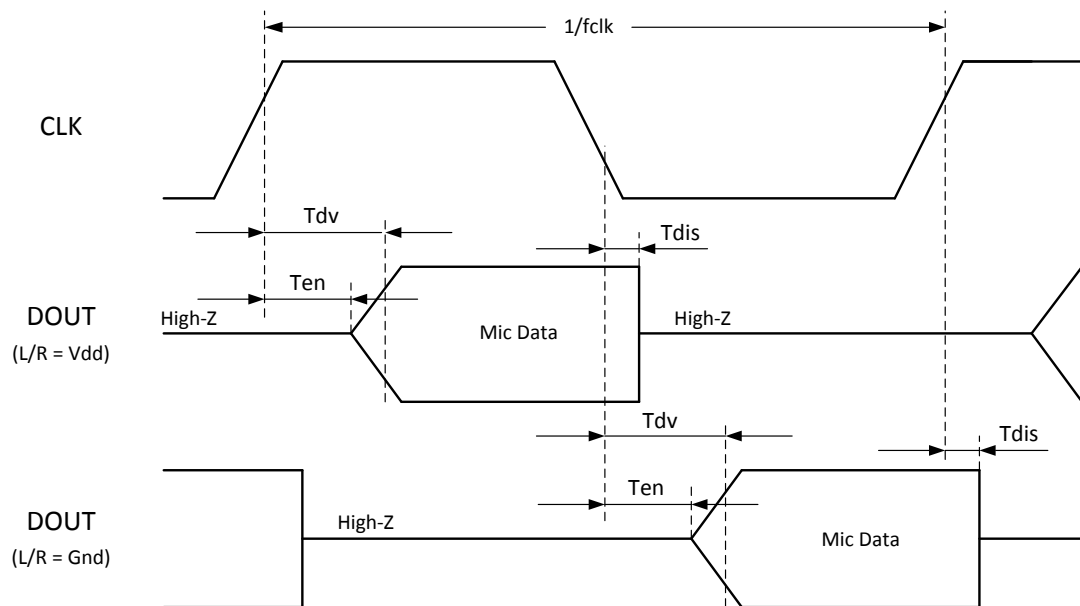 1/fclk
CLK
Tdv
Tdis
Ten
DOUT
(L/R = Vdd)
High-Z
Mic Data
High-Z
Tdv
Tdis
Ten
DOUT
(L/R = Gnd)
High-Z
Mic Data